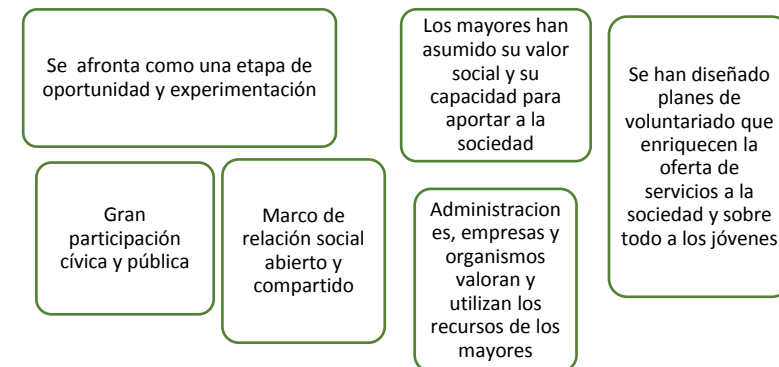 Se  afronta como una etapa de
oportunidad y experimentación
Los mayores han
asumido su valor
social y su
capacidad para
aportar a la
sociedad
Se han diseñado
planes de
voluntariado que
enriquecen la
oferta de
servicios a la
sociedad y sobre
todo a los jóvenes
Gran
participación
cívica y pública
Marco de
relación social
abierto y
compartido
Administracion
es, empresas y
organismos
valoran y
utilizan los
recursos de los
mayores